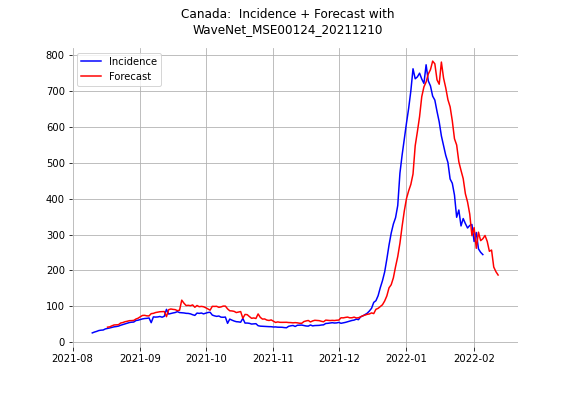 Canada:  Incidence + Forecast with
WaveNet_MSE00124_20211210
800
Incidence
Forecast
700
600
500
400
300
200
100
0
2021-08 2021-09 2021-10 2021-11 2021-12 2022-01 2022-02